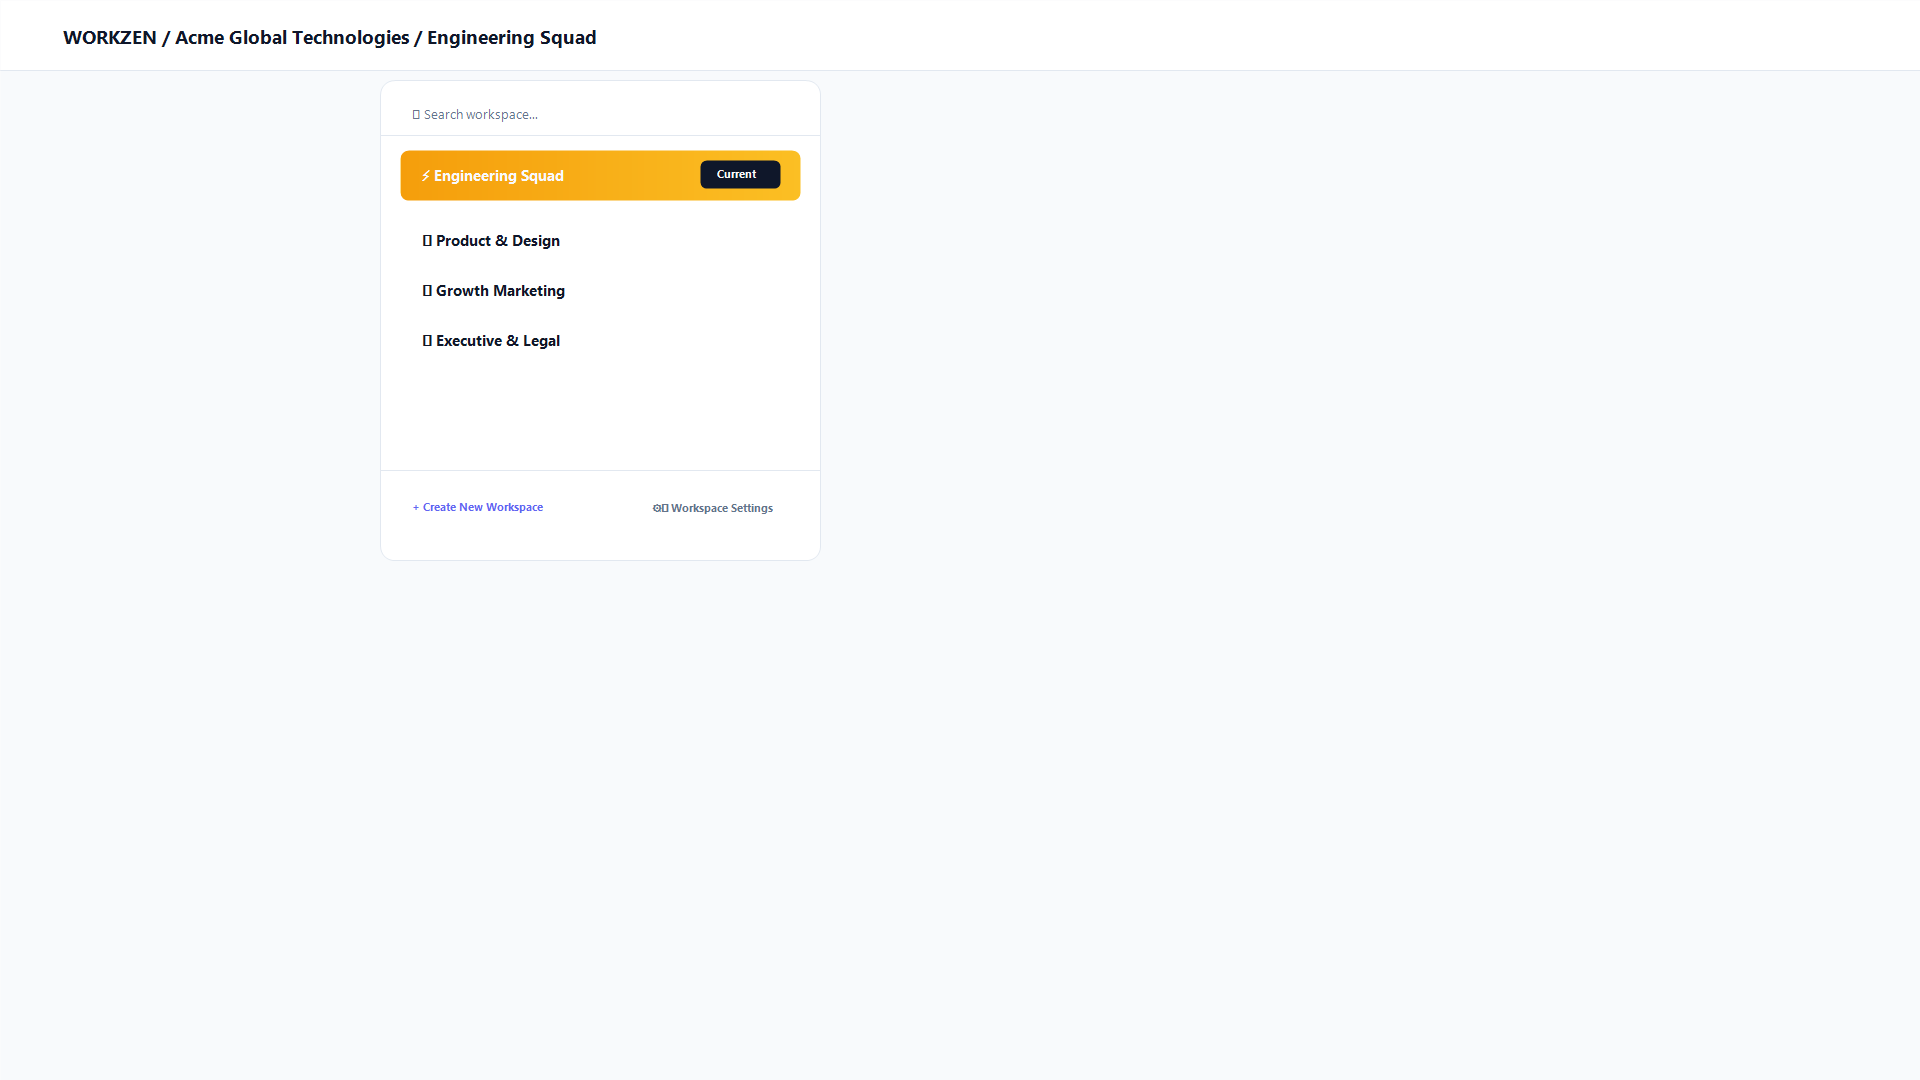 WORKZEN / Acme Global Technologies / Engineering Squad
Search workspace...
⚡ Engineering Squad
Current
Product & Design
Growth Marketing
Executive & Legal
+ Create New Workspace
⚙ Workspace Settings